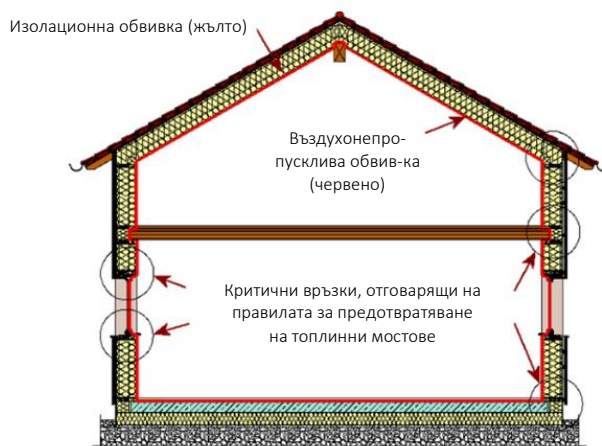 Изолационна обвивка (жълто)
Въздухонепро-
пусклива обвив-ка
(червено)
Критични връзки, отговарящи на
правилата за предотвратяване
на топлинни мостове